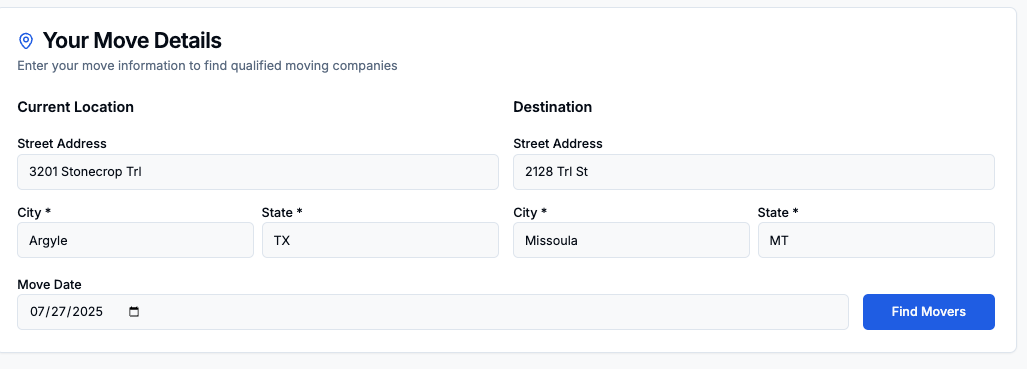 Your Move Details
Enter your move information to find qualified moving companies
Current Location
Street Address
3201 Stonecrop Trl
City *
State *
Argyle
TX
Destination
Street Address
2128 Trl St
City *
State *
Missoula
MT
Move Date
07/27/2025
Find Movers